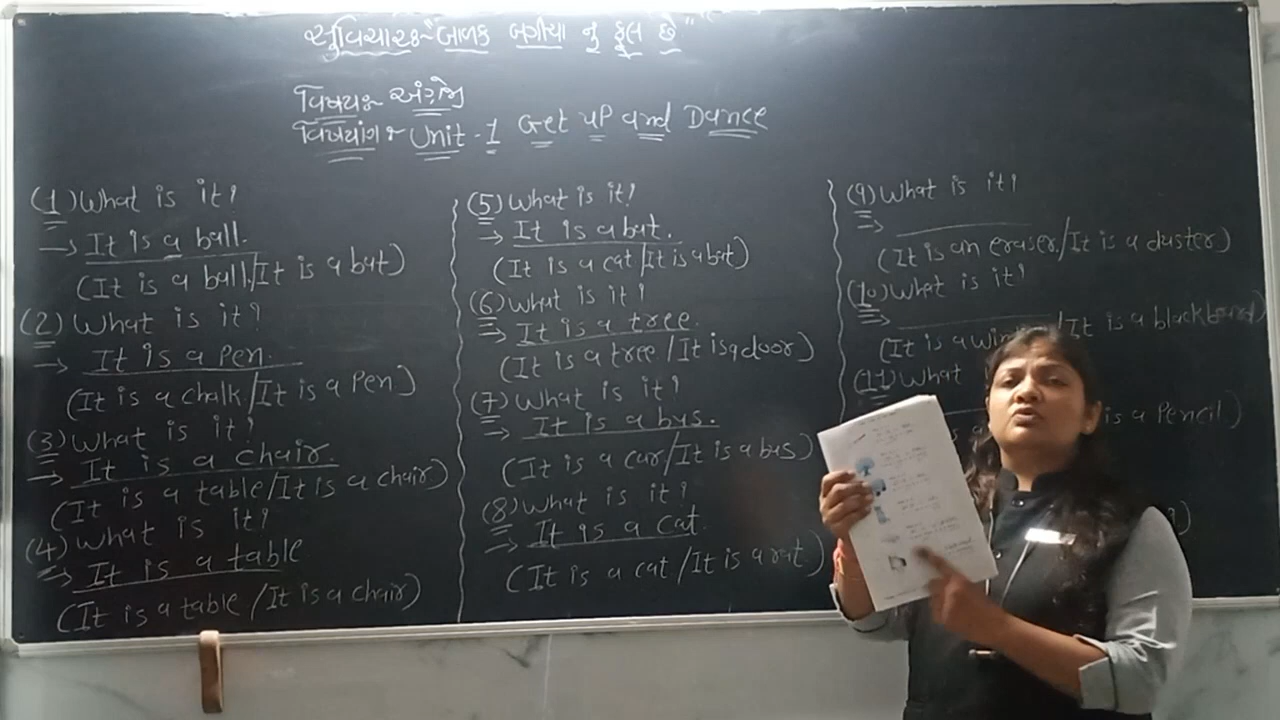 સુવિચારઃ- "બાળક બગીચા નુ ફૂલ છે"
વિષયઃ- અંગ્રેજી
વિષયાંગઃ- Unit - 1 Get up and Dance
(1) What is it?
→ It is a ball.
(It is a ball./It is a bat)
(2) What is it?
→ It is a Pen.
(It is a chalk/It is a Pen)
(3) What is it?
→ It is a chair.
(It is a table/It is a chair)
(4) What is it?
→ It is a table
(It is a table /It is a chair)
(5) What is it?
→ It is a bat.
(It is a cat/It is a bat)
(6) What is it?
→ It is a tree.
(It is a tree /It is a door)
(7) What is it?
→ It is a bus.
(It is a car/It is a bus)
(8) What is it?
→ It is a cat.
(It is a cat /It is a rat.)
(9) What is it?
→
(It is an eraser/It is a duster)
(10) What is it?
→
(It is a /It is a blackboard)
(11) What
is a Pencil)